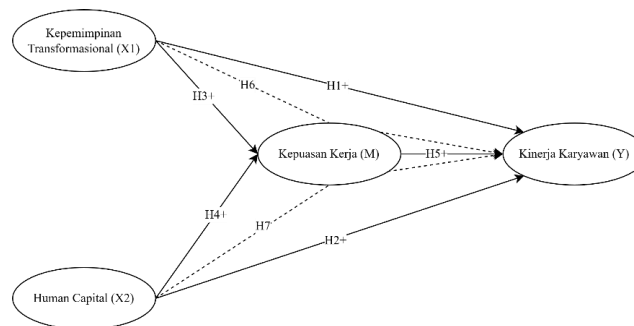 Kepemimpinan
Transformasional (X1)
H6
H1+
H3+
Kepuasan Kerja (M)
H5+
Kinerja Karyawan (Y)
H4+
H7
H2+
Human Capital (X2)